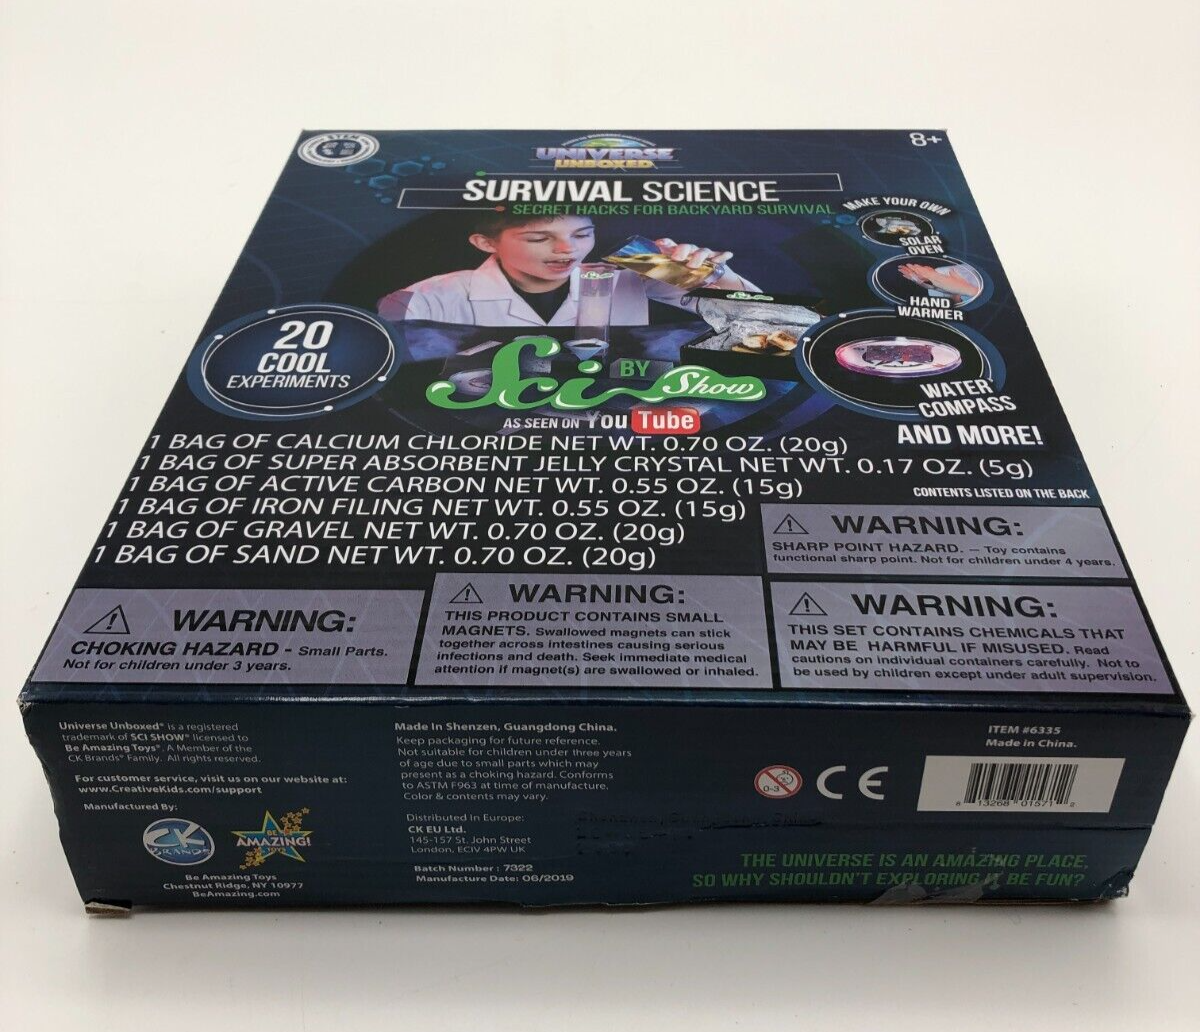 STEM
8+
UNIVERSE
UNBOXED
SURVIVAL SCIENCE
SECRET HACKS FOR BACKYARD SURVIVAL
MAKE YOUR OWN
SOLAR
OVEN
HAND
WARMER
WATER
COMPASS
AND MORE!
20
COOL
EXPERIMENTS
Sci BY Show
AS SEEN ON YouTube
1 BAG OF CALCIUM CHLORIDE NET WT. 0.70 OZ. (20g)
1 BAG OF SUPER ABSORBENT JELLY CRYSTAL NET WT. 0.17 OZ. (5g)
1 BAG OF ACTIVE CARBON NET WT. 0.55 OZ. (15g)
1 BAG OF IRON FILING NET WT. 0.55 OZ. (15g)
1 BAG OF GRAVEL NET WT. 0.70 OZ. (20g)
1 BAG OF SAND NET WT. 0.70 OZ. (20g)
CONTENTS LISTED ON THE BACK
WARNING:
SHARP POINT HAZARD. — Toy contains
functional sharp point. Not for children under 4 years.
WARNING:
CHOKING HAZARD - Small Parts.
Not for children under 3 years.
WARNING:
THIS PRODUCT CONTAINS SMALL
MAGNETS. Swallowed magnets can stick
together across intestines causing serious
infections and death. Seek immediate medical
attention if magnet(s) are swallowed or inhaled.
WARNING:
THIS SET CONTAINS CHEMICALS THAT
MAY BE HARMFUL IF MISUSED. Read
cautions on individual containers carefully. Not to
be used by children except under adult supervision.
Universe Unboxed® is a registered
trademark of SCI SHOW® licensed to
Be Amazing Toys®. A Member of the
CK Brands® Family. All rights reserved.
For customer service, visit us on our website at:
www.CreativeKids.com/support
Manufactured By:
CK
BRANDS
BE
AMAZING!
TOYS
Be Amazing Toys
Chestnut Ridge, NY 10977
BeAmazing.com
Made In Shenzen, Guangdong China.
Keep packaging for future reference.
Not suitable for children under three years
of age due to small parts which may
present as a choking hazard. Conforms
to ASTM F963 at time of manufacture.
Color & contents may vary.
Distributed in Europe:
CK EU Ltd.
145-157 St. John Street
London, ECIV 4PW UK
Batch Number : 7322
Manufacture Date: 06/2019
0-3
CE
ITEM #6335
Made in China.
8 13268 01571 2
THE UNIVERSE IS AN AMAZING PLACE,
SO WHY SHOULDN'T EXPLORING IT BE FUN?